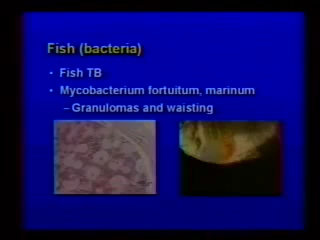 Fish (bacteria)
• Fish TB
• Mycobacterium fortuitum, marinum
– Granulomas and waisting